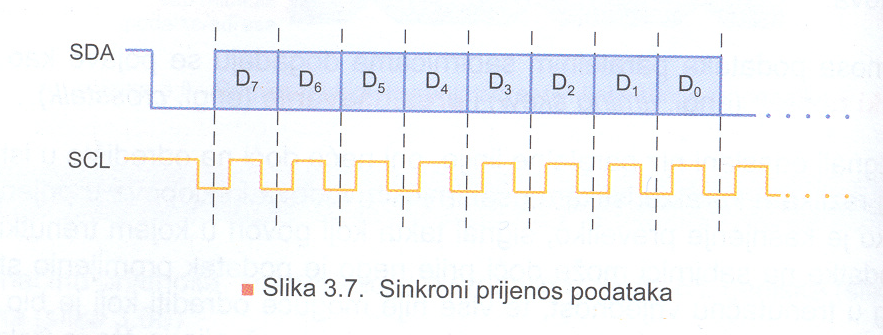 SDA
D7 D6 D5 D4 D3 D2 D1 D0
SCL
Slika 3.7. Sinkroni prijenos podataka